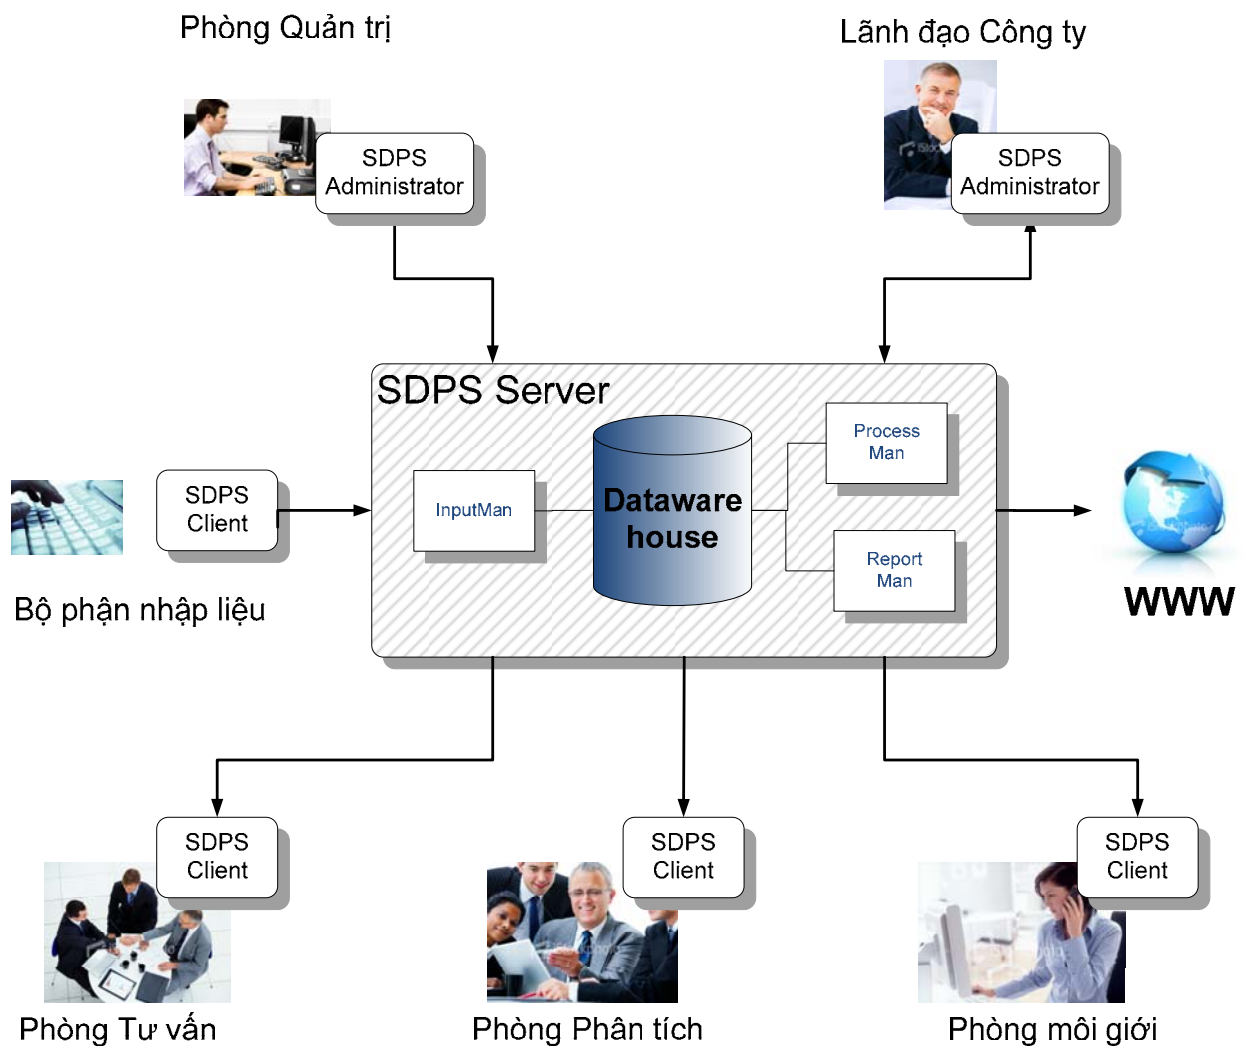 Phòng Quản trị
Lãnh đạo Công ty
SDPS
Administrator
SDPS
Administrator
SDPS Server
Process
Man
InputMan
Dataware
house
Report
Man
SDPS
Client
Bộ phận nhập liệu
WWW
SDPS
Client
SDPS
Client
SDPS
Client
Phòng Tư vấn
Phòng Phân tích
Phòng môi giới